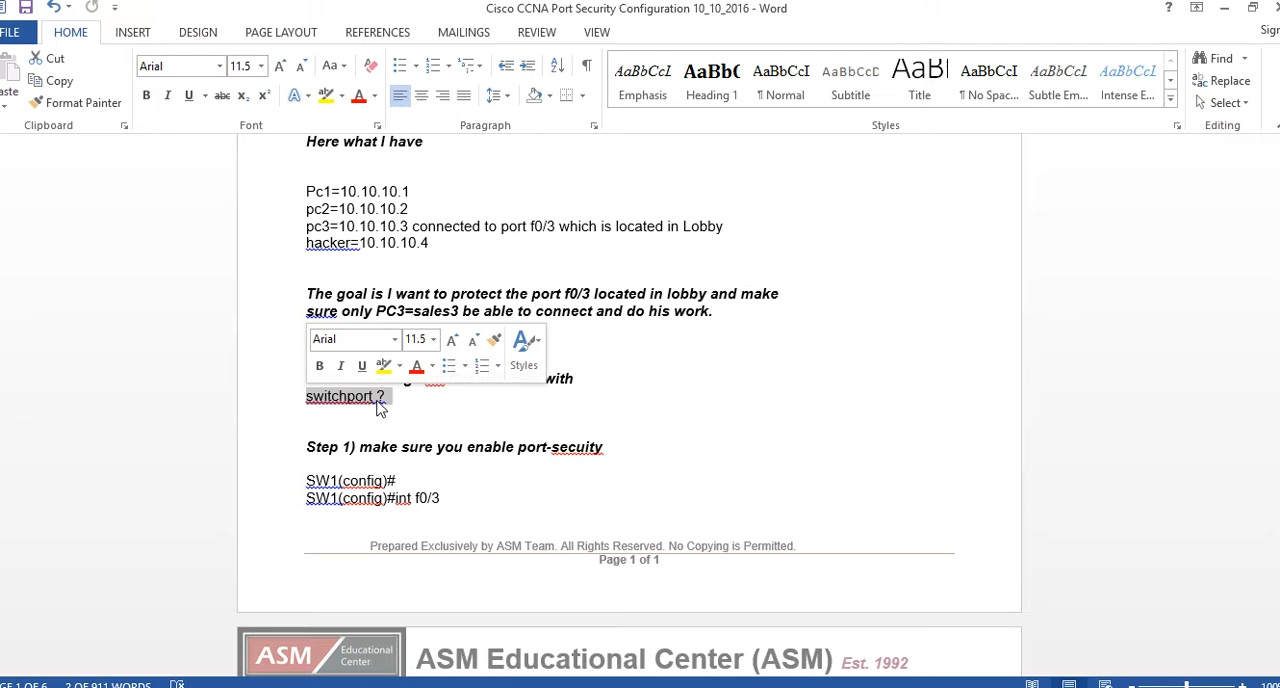 Cisco CCNA Port Security Configuration 10_10_2016 - Word
?
FILE HOME INSERT DESIGN PAGE LAYOUT REFERENCES MAILINGS REVIEW VIEW
Cut
Copy
Format Painter
Clipboard
Arial 11.5
Font
Paragraph
AaBbCcI AaBb( AaBbCcI AaBbCcD AaBl AaBbCcI AaBbCcL AaBbCcL
Emphasis Heading 1 ¶ Normal Subtitle Title ¶ No Spac... Subtle Em... Intense E...
Styles
Find
Replace
Select
Editing
Here what I have
Pc1=10.10.10.1
pc2=10.10.10.2
pc3=10.10.10.3 connected to port f0/3 which is located in Lobby
hacker=10.10.10.4
The goal is I want to protect the port f0/3 located in lobby and make
sure only PC3=sales3 be able to connect and do his work.
Arial 11.5
B I U Styles
with
switchport ?
Step 1) make sure you enable port-secuity
SW1(config)#
SW1(config)#int f0/3
Prepared Exclusively by ASM Team. All Rights Reserved. No Copying is Permitted.
Page 1 of 1
ASM Educational Center
ASM Educational Center (ASM) Est. 1992